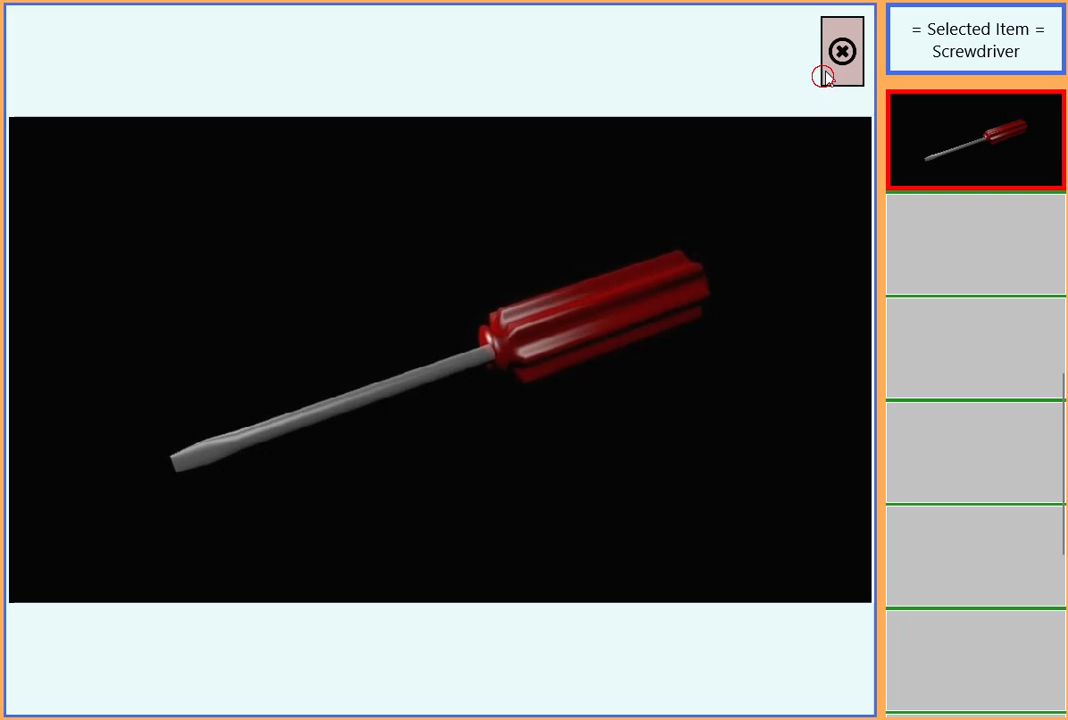 = Selected Item =
Screwdriver